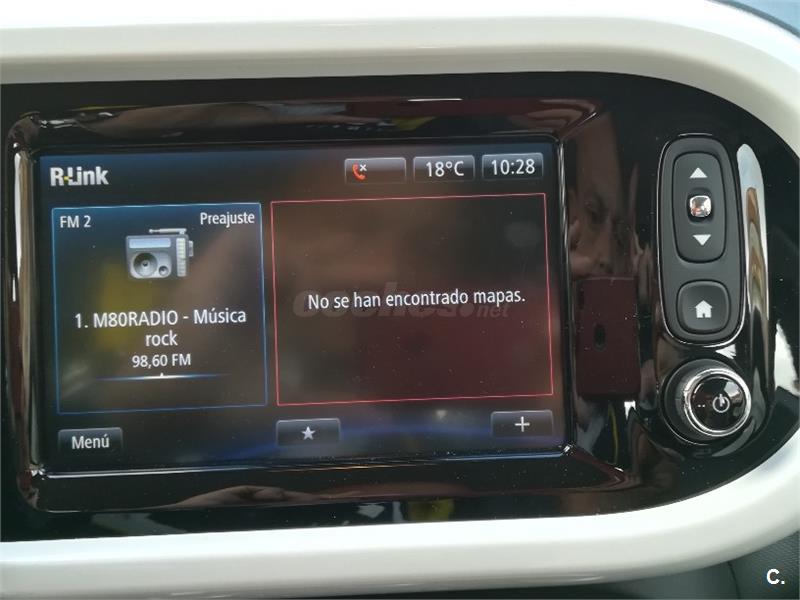 R-Link
18°C
10:28
FM 2
Preajuste
1. M80RADIO - Música
rock
98,60 FM
No se han encontrado mapas.
coches.net
Menú
+
C.